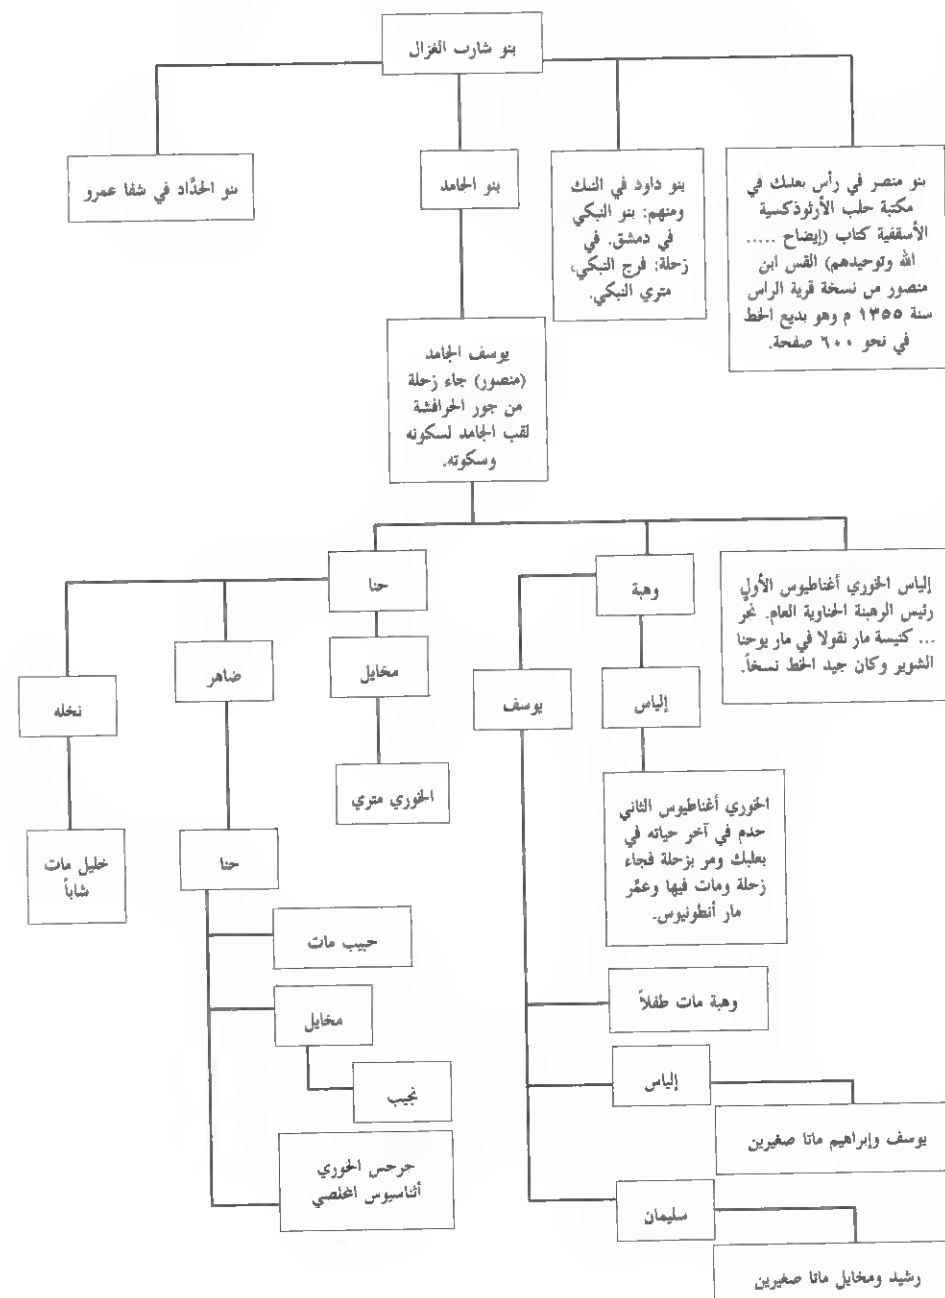 بنو شارب الغزال
بنو منصر في رأس بعلبك في
مكتبة حلب الأرثوذكسية
الأسقفية كتاب (إيضاح .....
الله وتوحيدهم) القس ابن
منصور من نسخة قرية الراس
سنة ١٣٥٥ م وهو بديع الخط
في نحو ٦٠٠ صفحة.
بنو داود في النبك
ومنهم: بنو النبكي
في دمشق. في
زحلة: فرج النبكي،
متري النبكي.
بنو الجامد
بنو الحدَّاد في شفا عمرو
يوسف الجامد
(منصور) جاء زحلة
من جور الحرافشة
لقب الجامد لسكونه
وسكوته.
إلياس الخوري أغناطيوس الأول
رئيس الرهبنة الحناوية العام. نحَّر
... كنيسة مار نقولا في مار يوحنا
الشوير وكان جيد الخط نسخاً.
وهبة
حنا
إلياس
يوسف
مخايل
ضاهر
نخله
الخوري أغناطيوس الثاني
خدم في آخر حياته في
بعلبك ومر بزحلة فجاء
زحلة ومات فيها وعمَّر
مار أنطونيوس.
الخوري متري
حنا
خليل مات
شاباً
حبيب مات
وهبة مات طفلاً
مخايل
إلياس
نجيب
يوسف وإبراهيم ماتا صغيرين
جرجس الخوري
أثناسيوس المخلصي
سليمان
رشيد ومخايل ماتا صغيرين